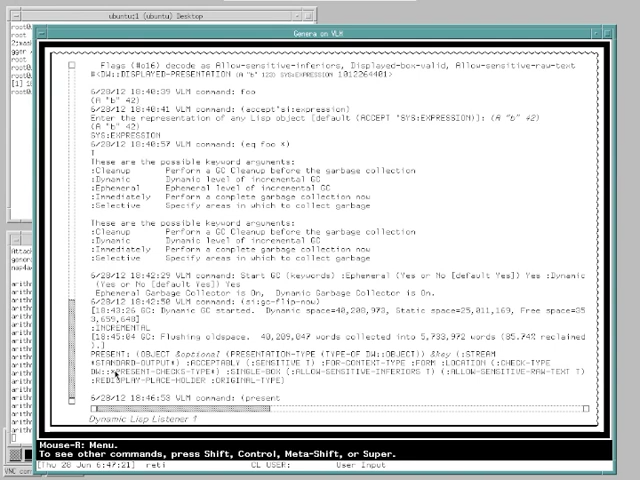 ubuntu:1 (ubuntu) Desktop
Genera on VLM
Flags (#o16) decode as Allow-sensitive-inferiors, Displayed-box-valid, Allow-sensitive-raw-text
#<DW::DISPLAYED-PRESENTATION (A "b" 123) SYS:EXPRESSION 1012264401>
6/28/12 18:40:39 VLM command: foo
(A "b" 42)
6/28/12 18:40:41 VLM command: (accept'si:expression)
Enter the representation of any Lisp object [default (ACCEPT 'SYS:EXPRESSION)]: (A "b" 42)
(A "b" 42)
SYS:EXPRESSION
6/28/12 18:40:57 VLM command: (eq foo *)
T
These are the possible keyword arguments:
:Cleanup Perform a GC Cleanup before the garbage collection
:Dynamic Dynamic level of incremental GC
:Ephemeral Ephemeral level of incremental GC
:Immediately Perform a complete garbage collection now
:Selective Specify areas in which to collect garbage
These are the possible keyword arguments:
:Cleanup Perform a GC Cleanup before the garbage collection
:Dynamic Dynamic level of incremental GC
:Immediately Perform a complete garbage collection now
:Selective Specify areas in which to collect garbage
6/28/12 18:42:29 VLM command: Start GC (keywords) :Ephemeral (Yes or No [default Yes]) Yes :Dynamic
(Yes or No [default Yes]) Yes
Ephemeral Garbage Collector is On, Dynamic Garbage Collector is On.
6/28/12 18:42:50 VLM command: (si:gc-flip-now)
[18:43:26 GC: Dynamic GC started. Dynamic space=40,208,973, Static space=25,011,169, Free space=35
3,659,648]
:INCREMENTAL
[18:45:04 GC: Flushing oldspace. 40,209,047 words collected into 5,733,972 words (85.74% reclaimed
).]
PRESENT: (OBJECT &optional (PRESENTATION-TYPE (TYPE-OF DW::OBJECT)) &key (:STREAM
*STANDARD-OUTPUT*) :ACCEPTABLY (:SENSITIVE T) :FOR-CONTEXT-TYPE :FORM :LOCATION (:CHECK-TYPE
DW::*PRESENT-CHECKS-TYPE*) :SINGLE-BOX (:ALLOW-SENSITIVE-INFERIORS T) (:ALLOW-SENSITIVE-RAW-TEXT T)
:REDISPLAY-PLACE-HOLDER :ORIGINAL-TYPE)
6/28/12 18:46:53 VLM command: (present
Dynamic Lisp Listener 1
Mouse-R: Menu.
To see other commands, press Shift, Control, Meta-Shift, or Super.
[Thu 28 Jun 6:47:21] reti CL USER: User Input